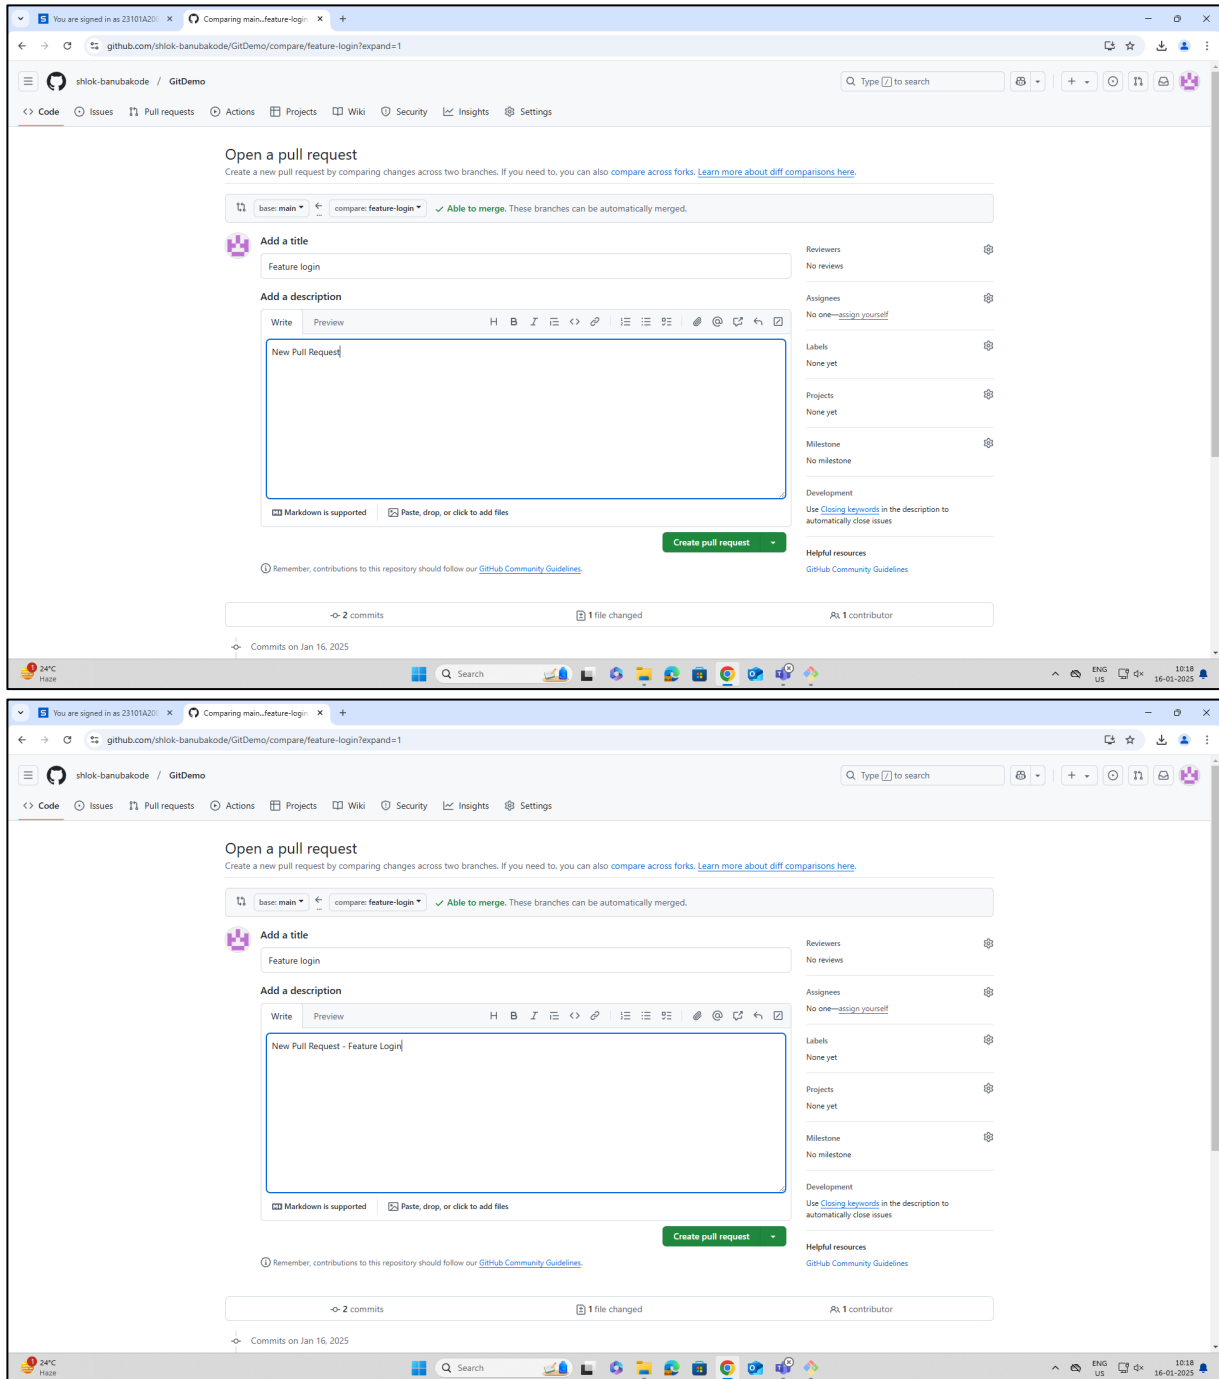 You are signed in as 23101A20
Comparing main...feature-login
github.com/shlok-banubakode/GitDemo/compare/feature-login?expand=1
shlok-banubakode / GitDemo
Type / to search
Code Issues Pull requests Actions Projects Wiki Security Insights Settings
Open a pull request
Create a new pull request by comparing changes across two branches. If you need to, you can also compare across forks. Learn more about diff comparisons here.
base: main compare: feature-login Able to merge. These branches can be automatically merged.
Add a title
Feature login
Add a description
Write Preview
New Pull Request
Markdown is supported Paste, drop, or click to add files
Create pull request
Remember, contributions to this repository should follow our GitHub Community Guidelines.
Reviewers
No reviews
Assignees
No one—assign yourself
Labels
None yet
Projects
None yet
Milestone
No milestone
Development
Use Closing keywords in the description to
automatically close issues
Helpful resources
GitHub Community Guidelines
2 commits 1 file changed 1 contributor
Commits on Jan 16, 2025
1
24°C
Haze
Search
ENG
US
10:18
16-01-2025
You are signed in as 23101A20
Comparing main...feature-login
github.com/shlok-banubakode/GitDemo/compare/feature-login?expand=1
shlok-banubakode / GitDemo
Type / to search
Code Issues Pull requests Actions Projects Wiki Security Insights Settings
Open a pull request
Create a new pull request by comparing changes across two branches. If you need to, you can also compare across forks. Learn more about diff comparisons here.
base: main compare: feature-login Able to merge. These branches can be automatically merged.
Add a title
Feature login
Add a description
Write Preview
New Pull Request - Feature Login
Markdown is supported Paste, drop, or click to add files
Create pull request
Remember, contributions to this repository should follow our GitHub Community Guidelines.
Reviewers
No reviews
Assignees
No one—assign yourself
Labels
None yet
Projects
None yet
Milestone
No milestone
Development
Use Closing keywords in the description to
automatically close issues
Helpful resources
GitHub Community Guidelines
2 commits 1 file changed 1 contributor
Commits on Jan 16, 2025
1
24°C
Haze
Search
ENG
US
10:18
16-01-2025